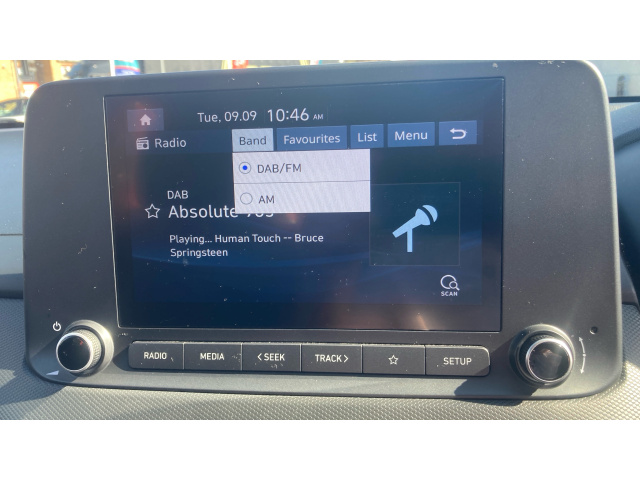 Tue, 09.09 10:46 AM
Radio Band Favourites List Menu
DAB/FM
AM
DAB
Absolute
Playing... Human Touch -- Bruce
Springsteen
SCAN
RADIO MEDIA <SEEK TRACK> SETUP